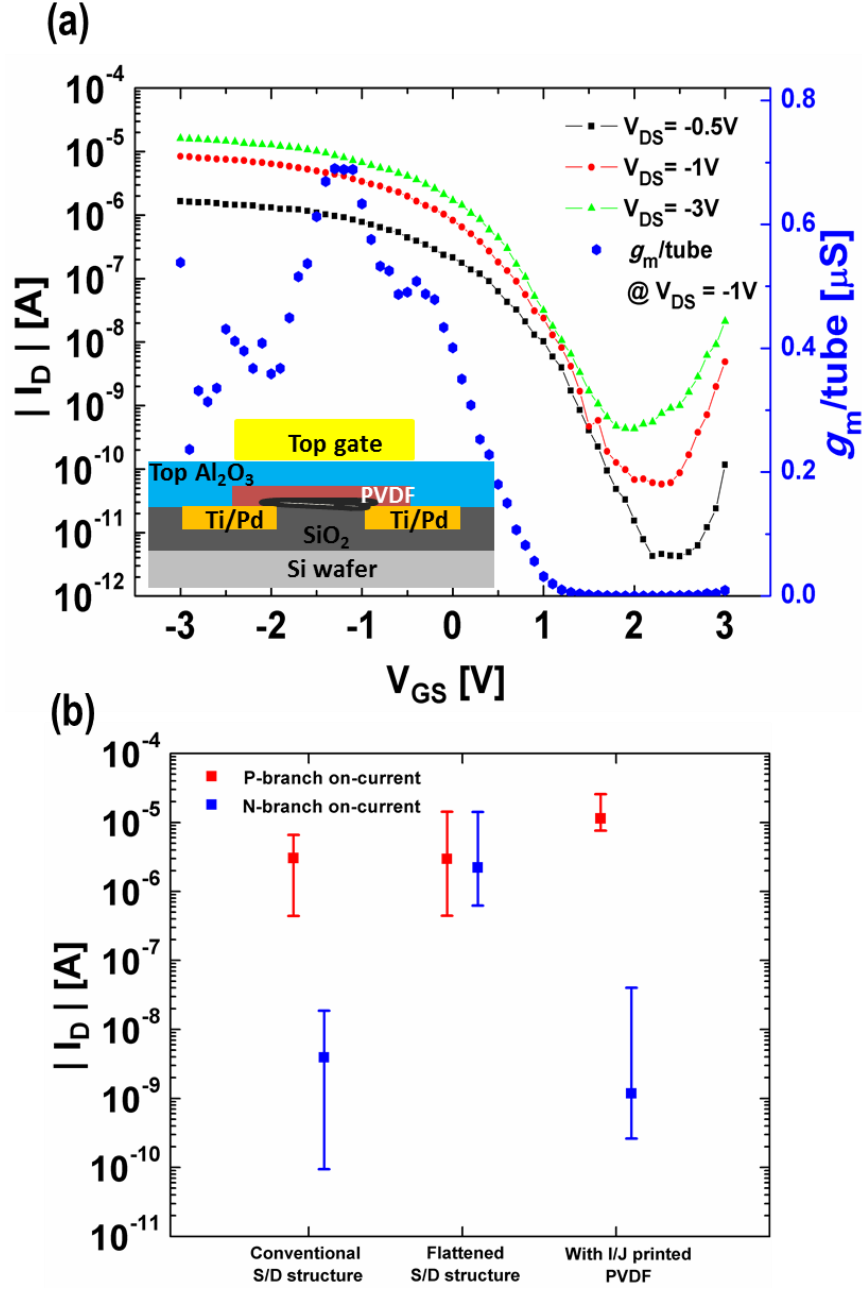 (a)
10⁻⁴
10⁻⁵
10⁻⁶
10⁻⁷
10⁻⁸
10⁻⁹
10⁻¹⁰
10⁻¹¹
10⁻¹²
| I_D | [A]
V_DS= -0.5V
V_DS= -1V
V_DS= -3V
g_m/tube
@ V_DS = -1V
0.8
0.6
0.4
0.2
0.0
g_m/tube [μS]
Top gate
Top Al₂O₃
PVDF
Ti/Pd
Ti/Pd
SiO₂
Si wafer
-3 -2 -1 0 1 2 3
V_GS [V]
(b)
10⁻⁴
10⁻⁵
10⁻⁶
10⁻⁷
10⁻⁸
10⁻⁹
10⁻¹⁰
10⁻¹¹
| I_D | [A]
P-branch on-current
N-branch on-current
Conventional
S/D structure
Flattened
S/D structure
With I/J printed
PVDF